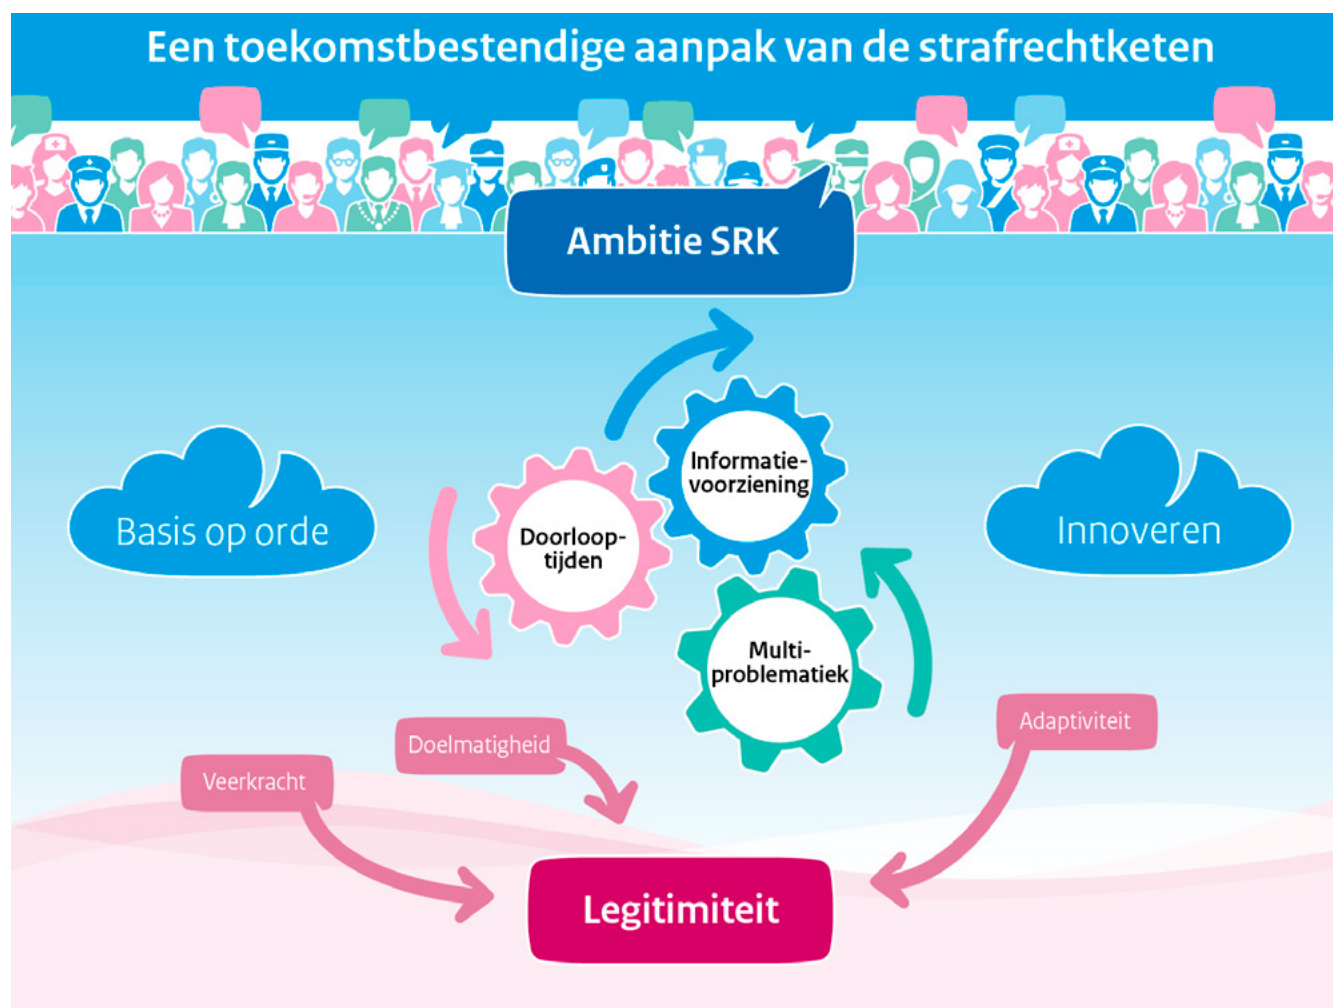 Een toekomstbestendige aanpak van de strafrechtketen
Ambitie SRK
Informatie-
voorziening
Basis op orde
Doorloop-
tijden
Innoveren
Multi-
problematiek
Adaptiviteit
Doelmatigheid
Veerkracht
Legitimiteit